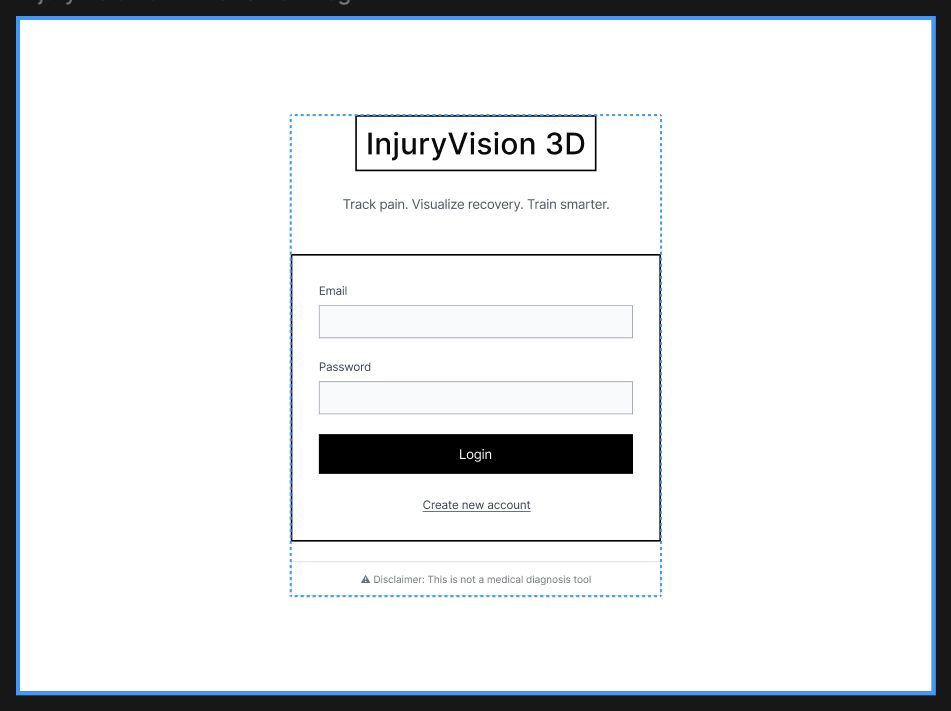 InjuryVision 3D
Track pain. Visualize recovery. Train smarter.
Email
Password
Login
Create new account
⚠ Disclaimer: This is not a medical diagnosis tool